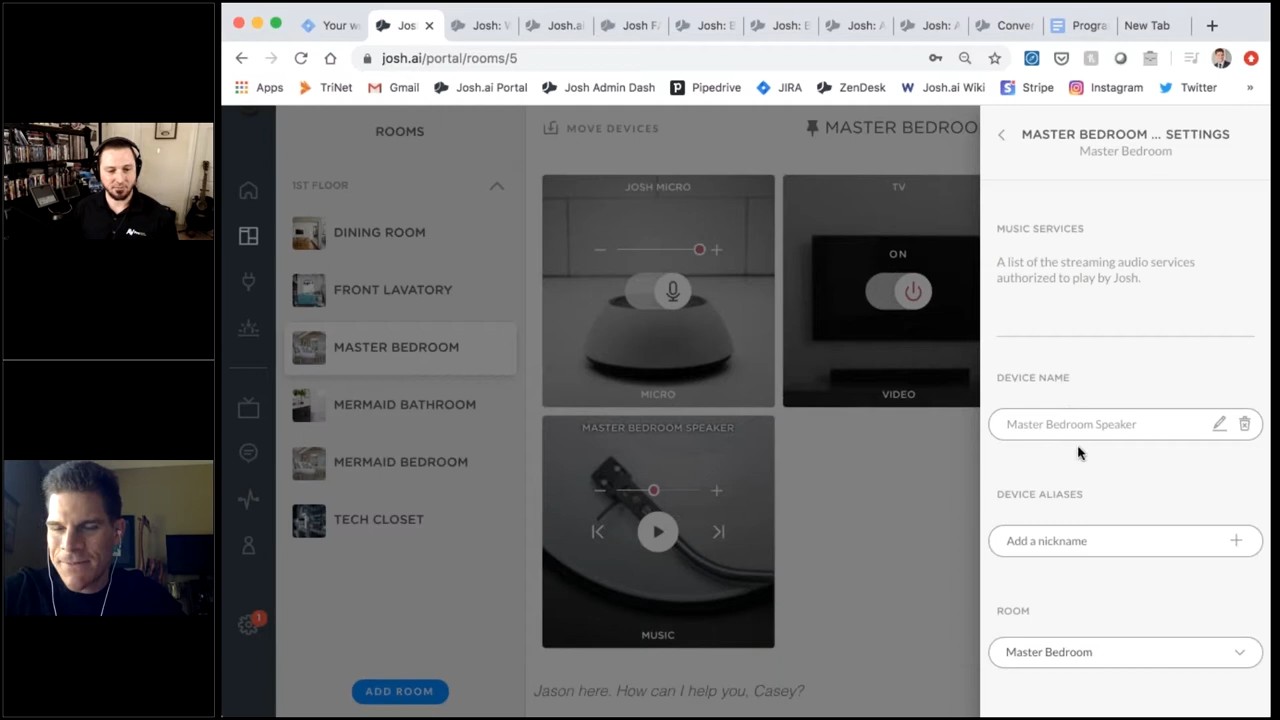 Your w
Jos
Josh: V
Josh.ai
Josh FA
Josh: E
Josh: E
Josh: A
Josh: A
Conver
Progra
New Tab
josh.ai/portal/rooms/5
Apps
TriNet
Gmail
Josh.ai Portal
Josh Admin Dash
Pipedrive
JIRA
ZenDesk
Josh.ai Wiki
Stripe
Instagram
Twitter
»
ROOMS
1ST FLOOR
DINING ROOM
FRONT LAVATORY
MASTER BEDROOM
MERMAID BATHROOM
MERMAID BEDROOM
TECH CLOSET
1
ADD ROOM
MOVE DEVICES
MASTER BEDROO
JOSH MICRO
MICRO
TV
ON
VIDEO
MASTER BEDROOM SPEAKER
MUSIC
Jason here. How can I help you, Casey?
MASTER BEDROOM ... SETTINGS
Master Bedroom
MUSIC SERVICES
A list of the streaming audio services
authorized to play by Josh.
DEVICE NAME
Master Bedroom Speaker
DEVICE ALIASES
Add a nickname
ROOM
Master Bedroom